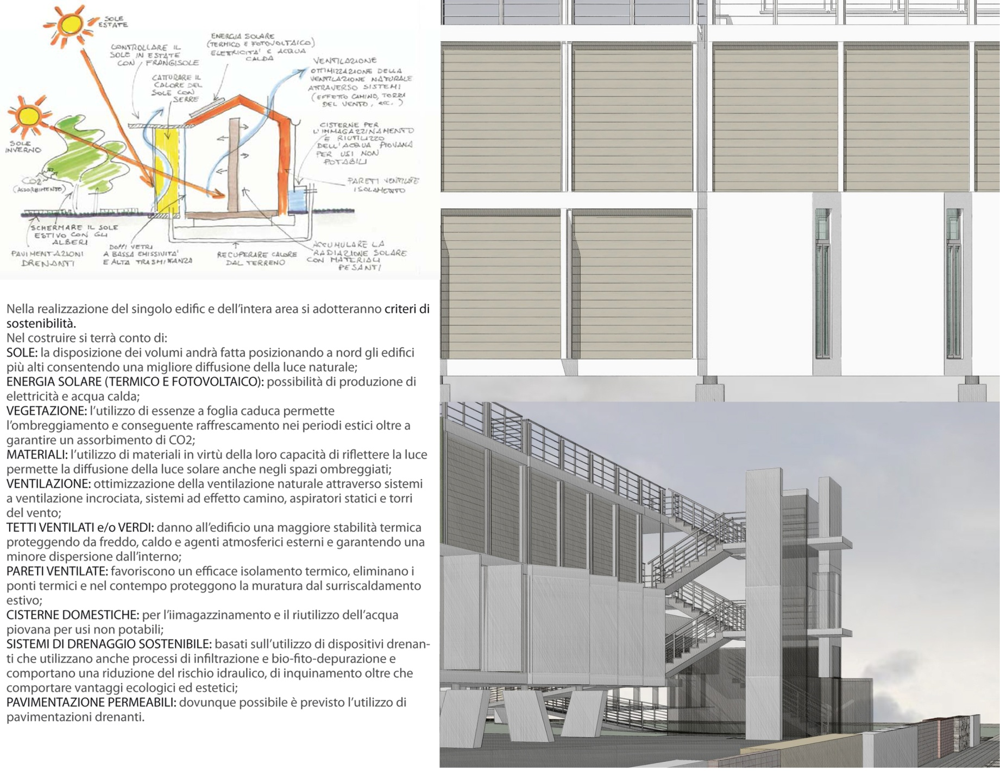 SOLE
ESTATE
CONTROLLARE IL
SOLE IN ESTATE
CON FRANGISOLE
ENERGIA SOLARE
(TERMICO E FOTOVOLTAICO)
ELETRICITA' E ACQUA
CALDA
CATTURARE IL
CALORE DEL
SOLE CON
SERRE
VENTILAZIONE
OTTIMIZZAZIONE DELLA
VENTILAZIONE NATURALE
ATTRAVERSO SISTEMI
(EFFETTO CAMINO, TORRI
DEL VENTO, ecc.)
SOLE
INVERNO
CISTERNE PER
L'IMMAGAZZINAMENTO
E RIUTILIZZO
DELL'ACQUA PIOVANA
PER USI NON
POTABILI
CO2
(ASSORBIMENTO)
PARETI VENTILATE
ISOLAMENTO
SCHERMARE IL SOLE
ESTIVO CON GLI
ALBERI
PAVIMENTAZIONI
DRENANTI
DOPPI VETRI
A BASSA EMISSIVITA'
E ALTA TRASMITTANZA
RECUPERARE CALORE
DAL TERRENO
ACCUMULARE LA
RADIAZIONE SOLARE
CON MATERIALI
PESANTI
Nella realizzazione del singolo edific e dell'intera area si adotteranno criteri di
sostenibilità.
Nel costruire si terrà conto di:
SOLE: la disposizione dei volumi andrà fatta posizionando a nord gli edifici
più alti consentendo una migliore diffusione della luce naturale;
ENERGIA SOLARE (TERMICO E FOTOVOLTAICO): possibilità di produzione di
elettricità e acqua calda;
VEGETAZIONE: l'utilizzo di essenze a foglia caduca permette
l'ombreggiamento e conseguente raffrescamento nei periodi estici oltre a
garantire un assorbimento di CO2;
MATERIALI: l'utilizzo di materiali in virtù della loro capacità di riflettere la luce
permette la diffusione della luce solare anche negli spazi ombreggiati;
VENTILAZIONE: ottimizzazione della ventilazione naturale attraverso sistemi
a ventilazione incrociata, sistemi ad effetto camino, aspiratori statici e torri
del vento;
TETTI VENTILATI e/o VERDI: danno all'edificio una maggiore stabilità termica
proteggendo da freddo, caldo e agenti atmosferici esterni e garantendo una
minore dispersione dall'interno;
PARETI VENTILATE: favoriscono un efficace isolamento termico, eliminano i
ponti termici e nel contempo proteggono la muratura dal surriscaldamento
estivo;
CISTERNE DOMESTICHE: per l'iimagazzinamento e il riutilizzo dell'acqua
piovana per usi non potabili;
SISTEMI DI DRENAGGIO SOSTENIBILE: basati sull'utilizzo di dispositivi drenan-
ti che utilizzano anche processi di infiltrazione e bio-fito-depurazione e
comportano una riduzione del rischio idraulico, di inquinamento oltre che
comportare vantaggi ecologici ed estetici;
PAVIMENTAZIONE PERMEABILI: dovunque possibile è previsto l'utilizzo di
pavimentazioni drenanti.